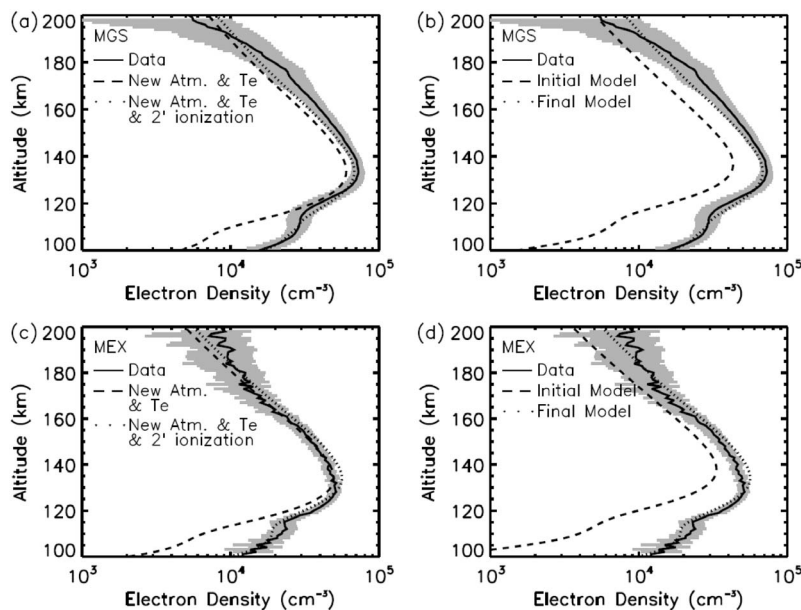 (a)
MGS
Data
New Atm. & Te
New Atm. & Te
& 2' ionization
Altitude (km)
200
180
160
140
120
100
10³ 10⁴ 10⁵
Electron Density (cm⁻³)
(b)
MGS
Data
Initial Model
Final Model
Altitude (km)
200
180
160
140
120
100
10³ 10⁴ 10⁵
Electron Density (cm⁻³)
(c)
MEX
Data
New Atm.
& Te
New Atm. & Te
& 2' ionization
Altitude (km)
200
180
160
140
120
100
10³ 10⁴ 10⁵
Electron Density (cm⁻³)
(d)
MEX
Data
Initial Model
Final Model
Altitude (km)
200
180
160
140
120
100
10³ 10⁴ 10⁵
Electron Density (cm⁻³)